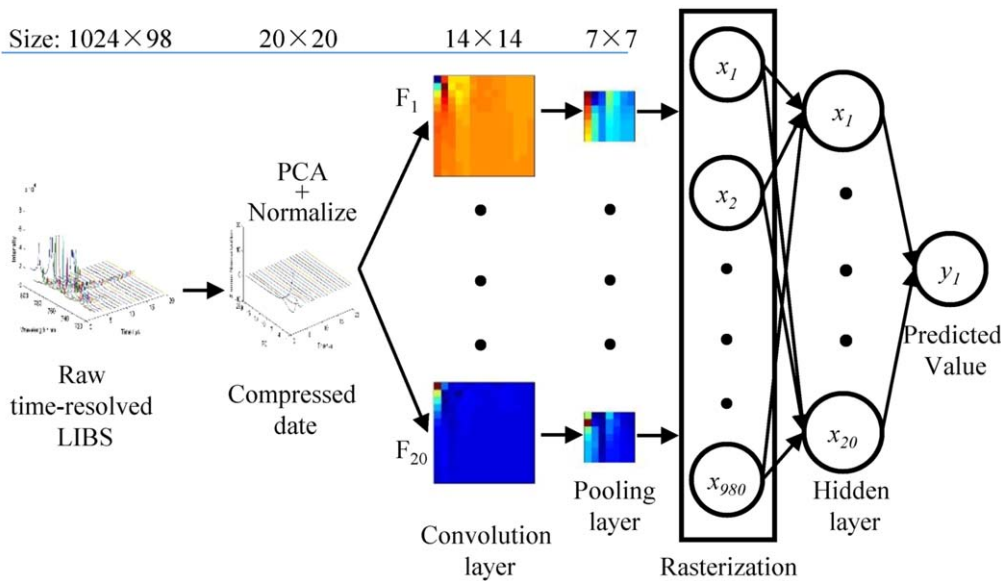 Size: 1024×98 20×20 14×14 7×7
F1
x1
x1
PCA
+
Normalize
x2
y1
Predicted
Value
Raw
time-resolved
LIBS
Compressed
date
F20
x20
x980
Pooling
layer
Hidden
layer
Convolution
layer
Rasterization